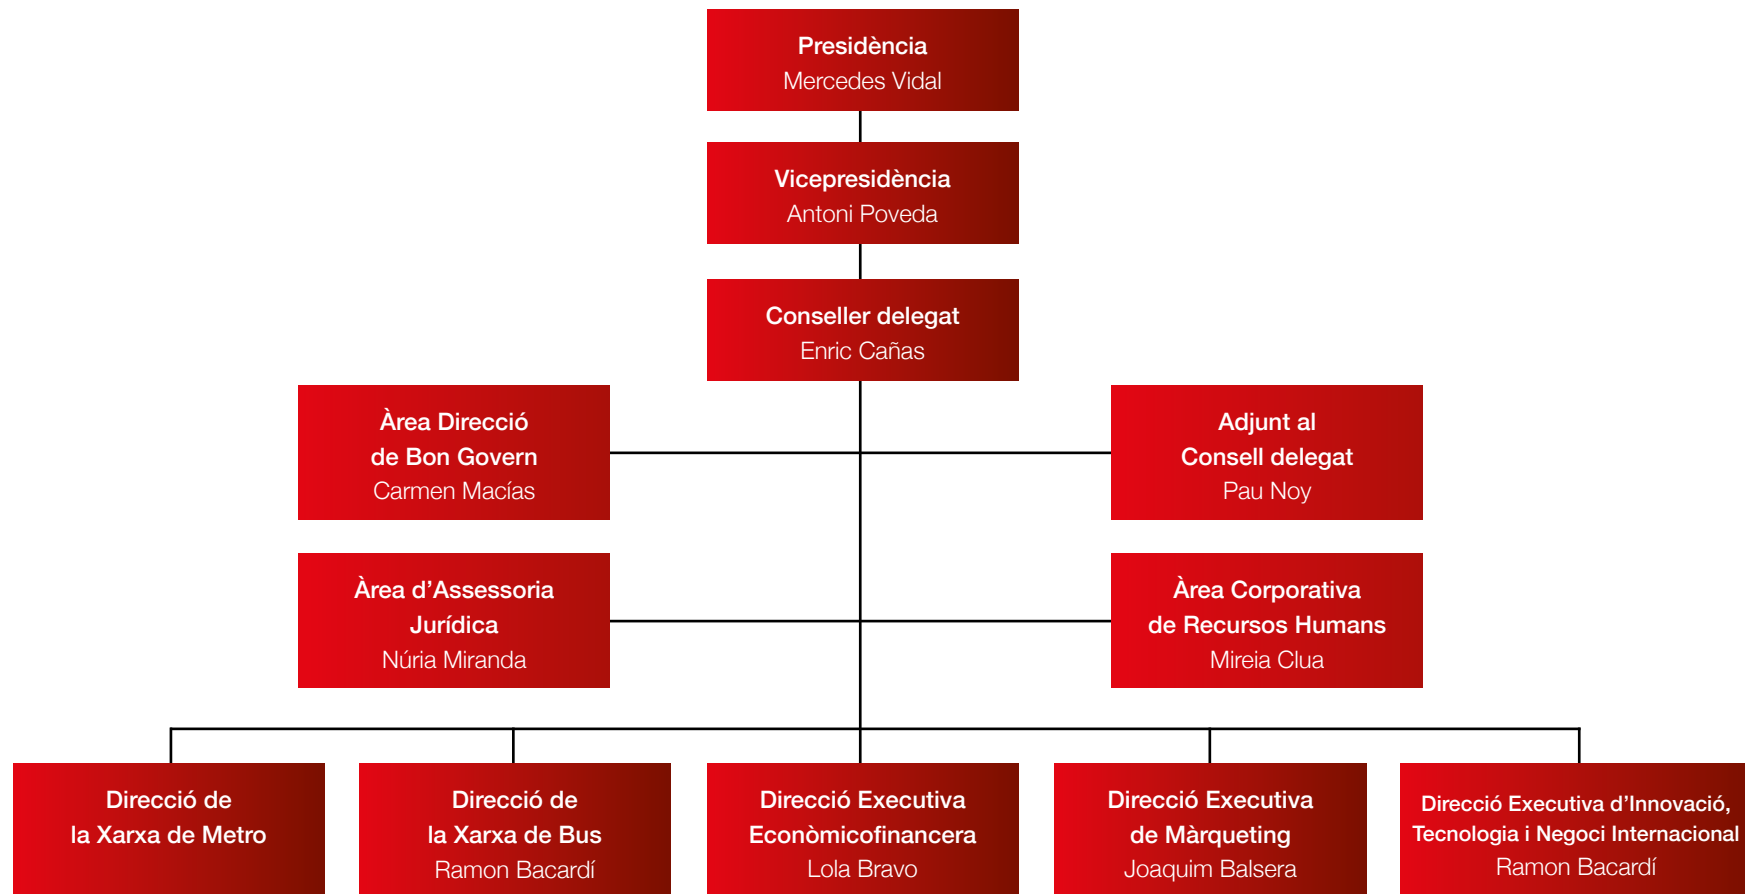 Presidència
Mercedes Vidal
Vicepresidència
Antoni Poveda
Conseller delegat
Enric Cañas
Àrea Direcció
de Bon Govern
Carmen Macías
Adjunt al
Consell delegat
Pau Noy
Àrea d’Assessoria
Jurídica
Núria Miranda
Àrea Corporativa
de Recursos Humans
Mireia Clua
Direcció de
la Xarxa de Metro
Direcció de
la Xarxa de Bus
Ramon Bacardí
Direcció Executiva
Econòmicofinancera
Lola Bravo
Direcció Executiva
de Màrqueting
Joaquim Balsera
Direcció Executiva d’Innovació,
Tecnologia i Negoci Internacional
Ramon Bacardí